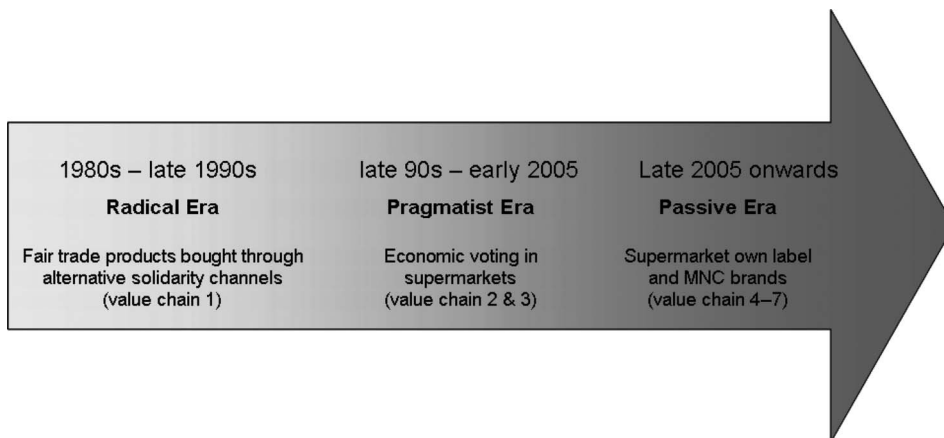 1980s – late 1990s
Radical Era
Fair trade products bought through
alternative solidarity channels
(value chain 1)
late 90s – early 2005
Pragmatist Era
Economic voting in
supermarkets
(value chain 2 & 3)
Late 2005 onwards
Passive Era
Supermarket own label
and MNC brands
(value chain 4–7)